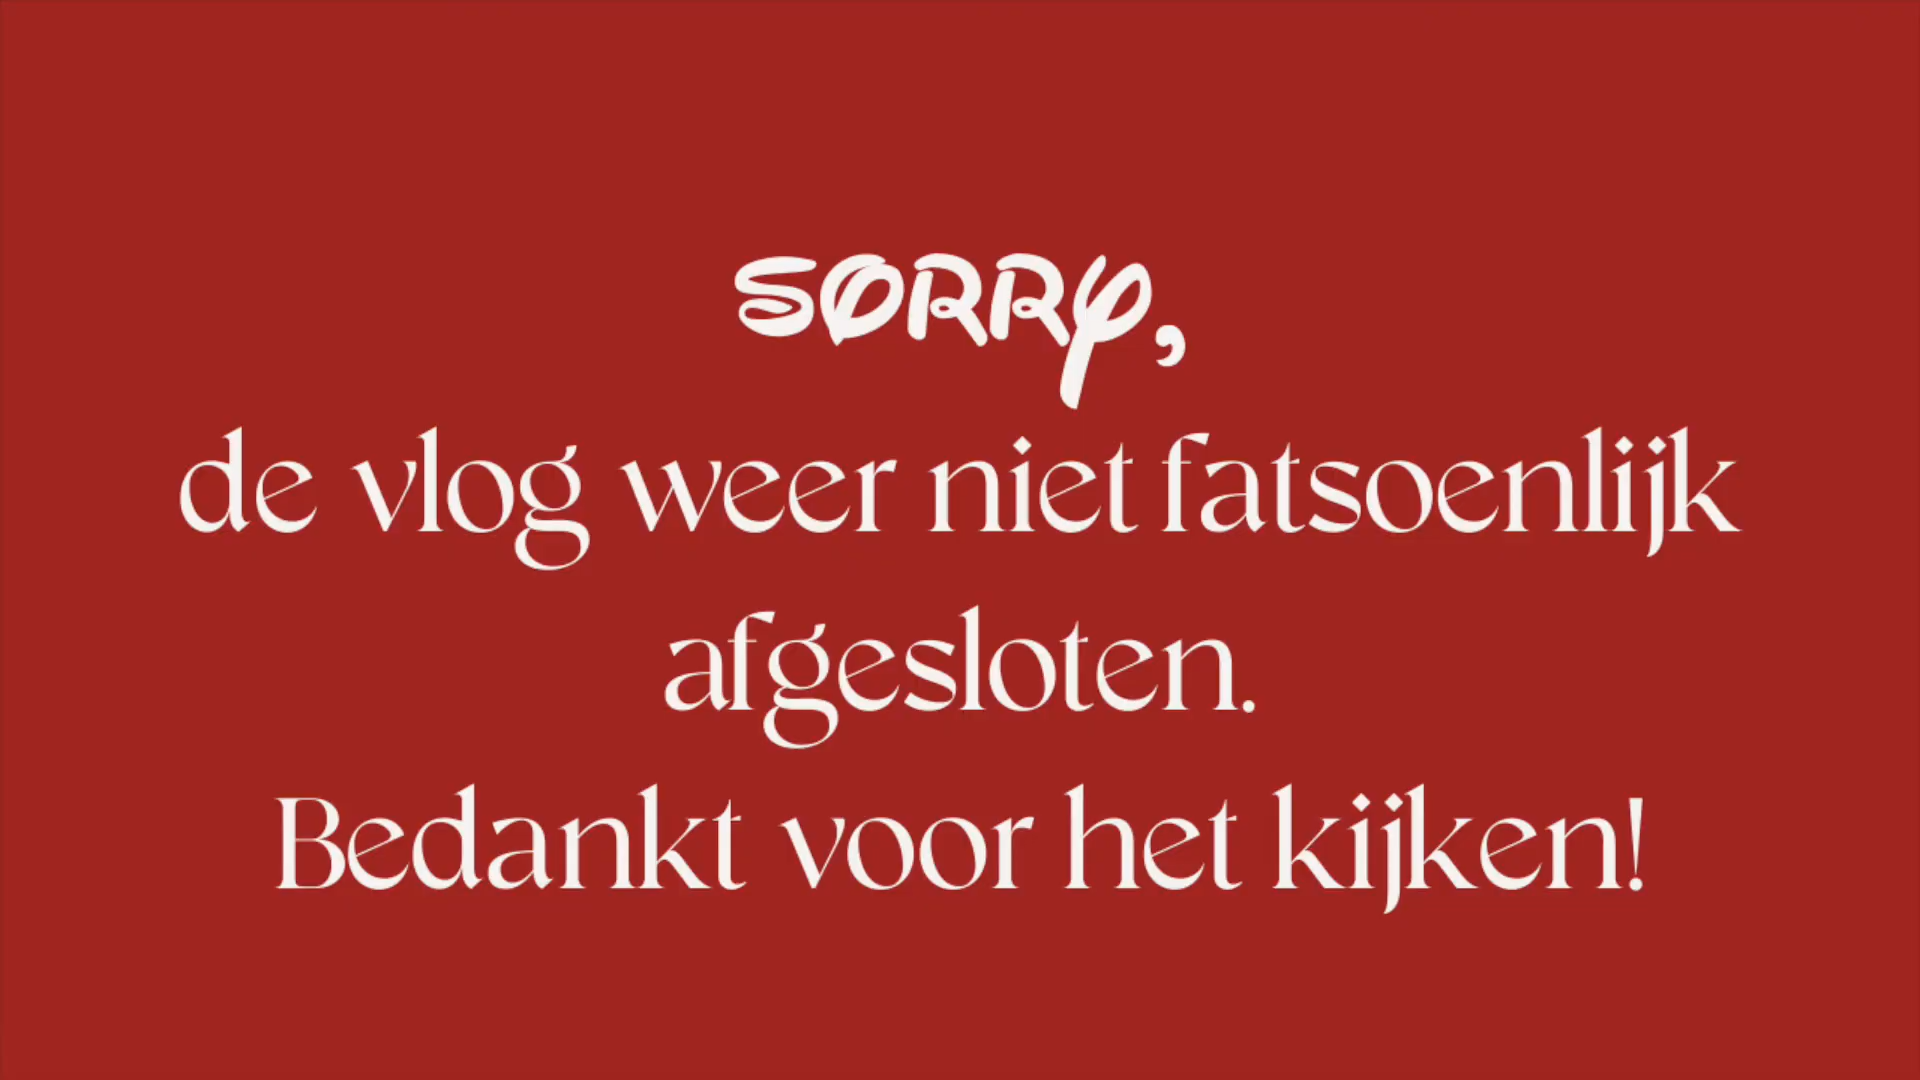 SORRY,
de vlog weer niet fatsoenlijk
afgesloten.
Bedankt voor het kijken!